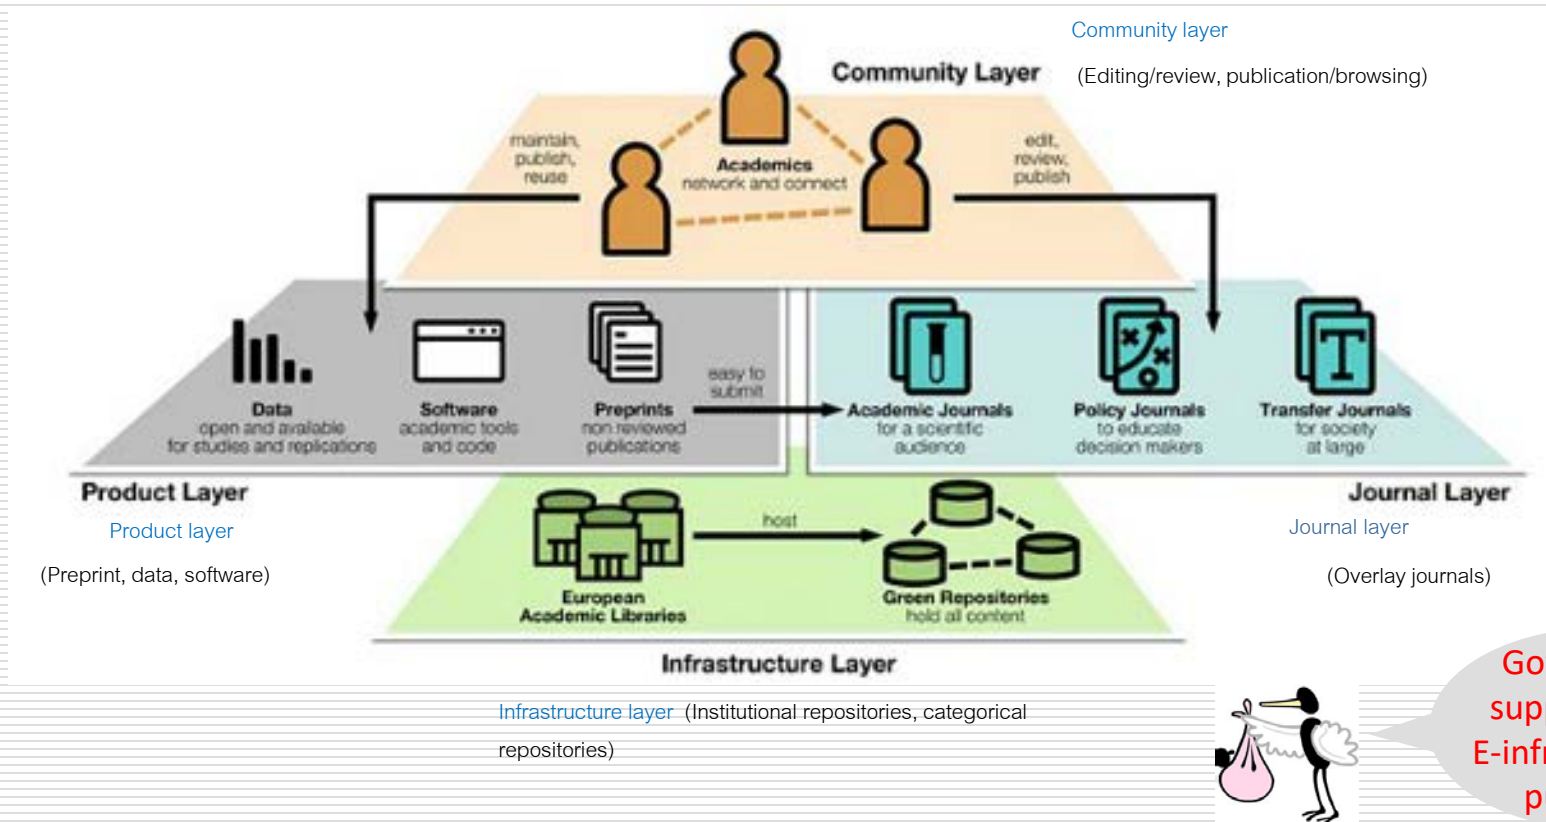 Community layer
Community Layer
(Editing/review, publication/browsing)
maintain,
publish,
reuse
Academics
network and connect
edit,
review,
publish
Data
open and available
for studies and replications
Software
academic tools
and code
Preprints
non reviewed
publications
easy to
submit
Academic Journals
for a scientific
audience
Policy Journals
to educate
decision makers
Transfer Journals
for society
at large
Product Layer
Journal Layer
Product layer
(Preprint, data, software)
Journal layer
(Overlay journals)
host
European
Academic Libraries
Green Repositories
hold all content
Infrastructure Layer
Infrastructure layer (Institutional repositories, categorical
repositories)